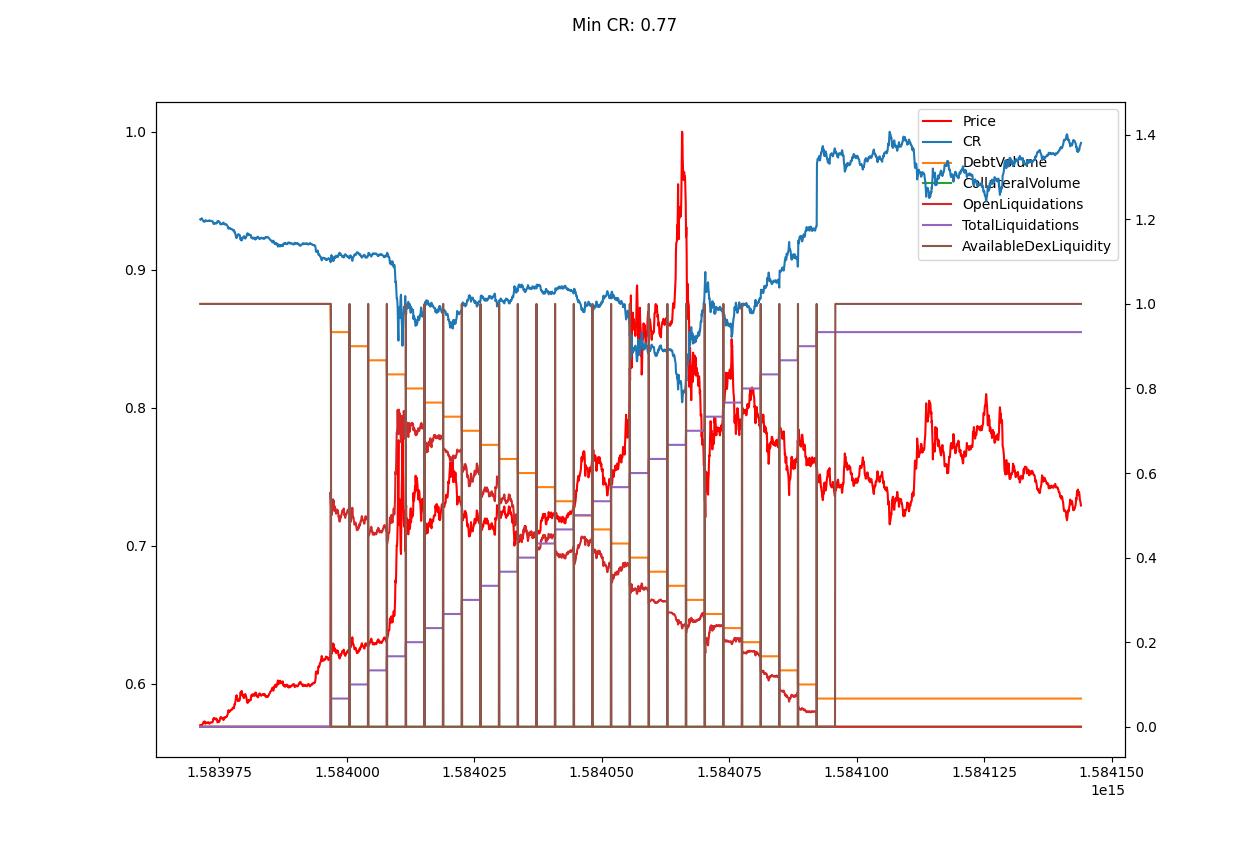 Min CR: 0.77
1.0
0.9
0.8
0.7
0.6
1.4
1.2
1.0
0.8
0.6
0.4
0.2
0.0
Price
CR
DebtVolume
CollateralVolume
OpenLiquidations
TotalLiquidations
AvailableDexLiquidity
1.583975 1.584000 1.584025 1.584050 1.584075 1.584100 1.584125 1.584150
1e15